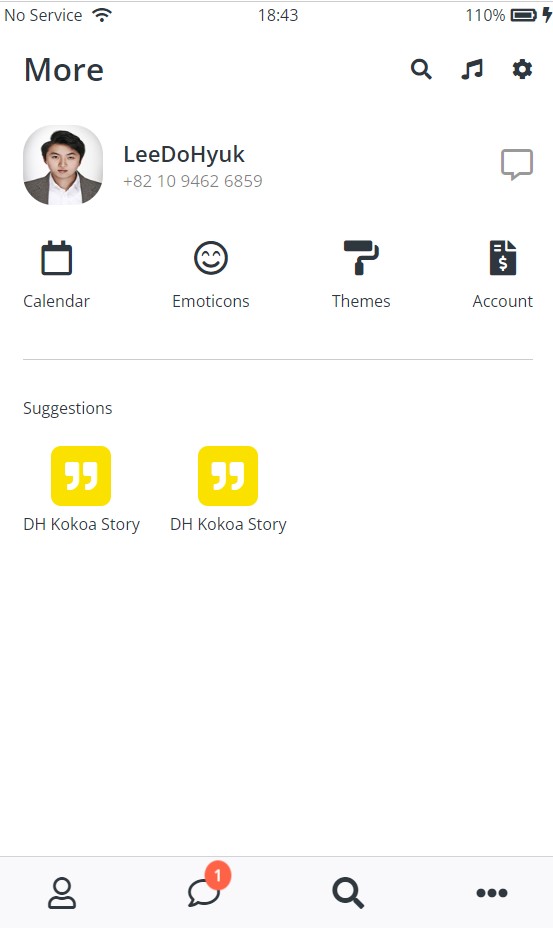 No Service 18:43 110%
More
LeeDoHyuk
+82 10 9462 6859
Calendar Emoticons Themes Account
Suggestions
DH Kokoa Story DH Kokoa Story
1